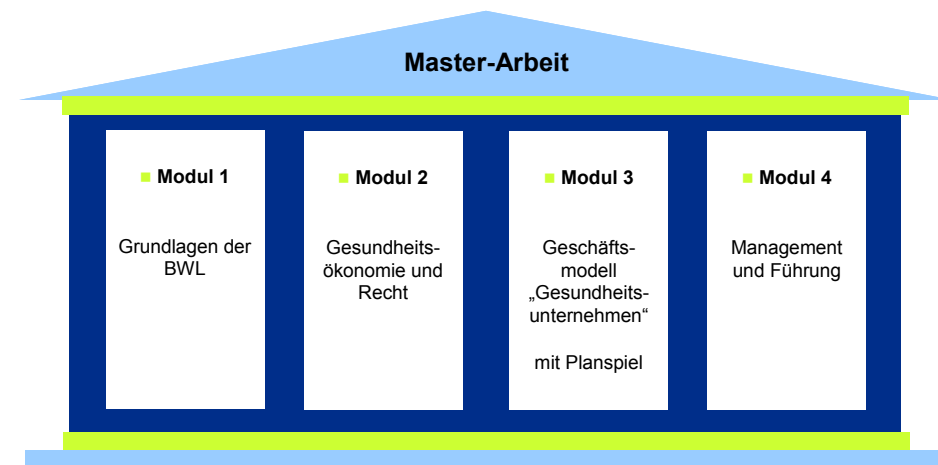 Master-Arbeit
Modul 1
Grundlagen der
BWL
Modul 2
Gesundheits-
ökonomie und
Recht
Modul 3
Geschäfts-
modell
„Gesundheits-
unternehmen“
mit Planspiel
Modul 4
Management
und Führung